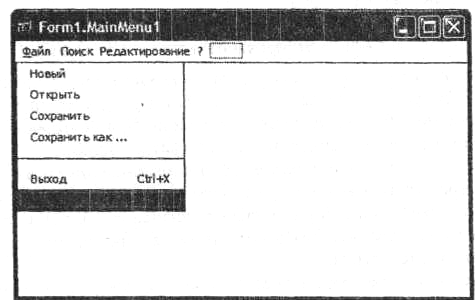 Form1.MainMenu1
Файл Поиск Редактирование ?
Новый
Открыть
Сохранить
Сохранить как ...
Выход Ctrl+X